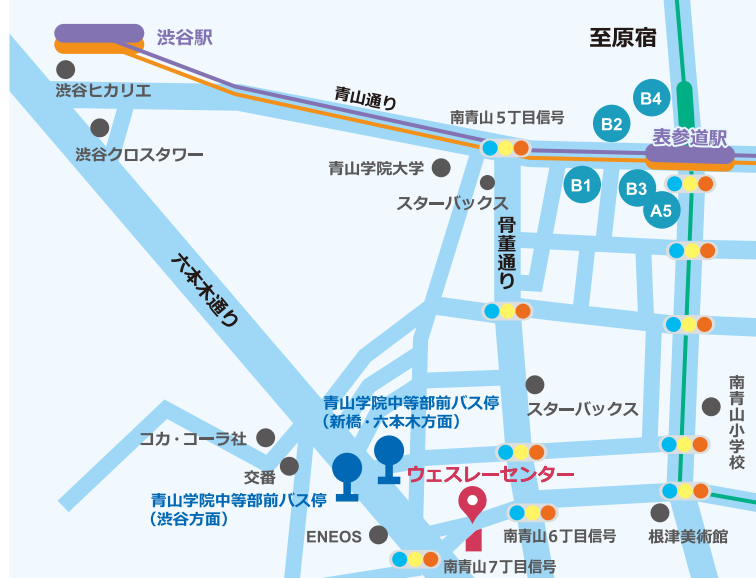 渋谷駅
至原宿
渋谷ヒカリエ
青山通り
南青山5丁目信号
B4
B2
表参道駅
渋谷クロスタワー
青山学院大学
スターバックス
B1
B3
A5
骨董通り
六本木通り
青山学院中等部前バス停
(新橋・六本木方面)
スターバックス
南青山小学校
コカ・コーラ社
交番
ウェスレーセンター
青山学院中等部前バス停
(渋谷方面)
ENEOS
南青山6丁目信号
根津美術館
南青山7丁目信号